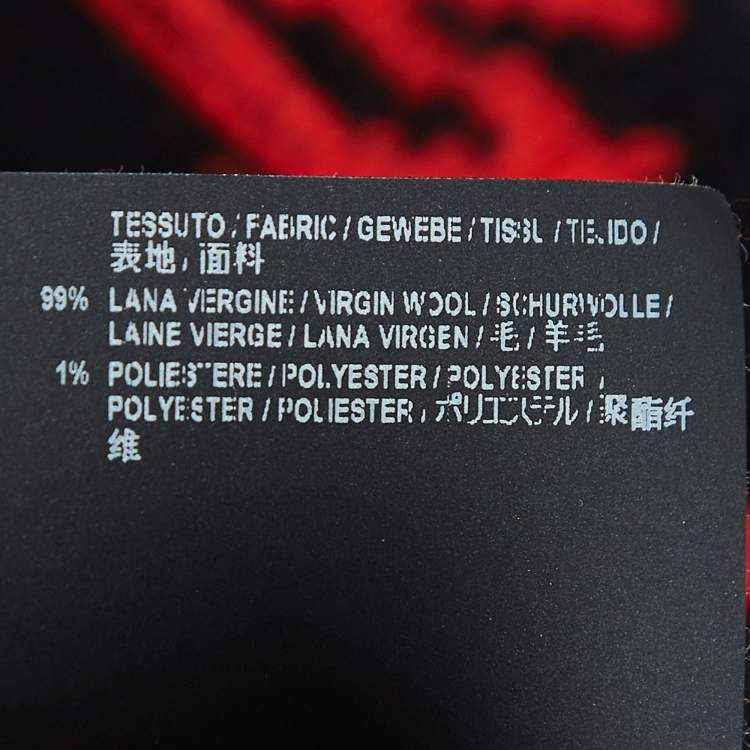 TESSUTO / FABRIC / GEWEBE / TISSU / TEJIDO /
表地 / 面料
99% LANA VERGINE / VIRGIN WOOL / SCHURWOLLE /
LAINE VIERGE / LANA VIRGEN / 毛 / 羊毛
1% POLIESTERE / POLYESTER / POLYESTER /
POLYESTER / POLIESTER / ポリエステル / 聚酯纤
维